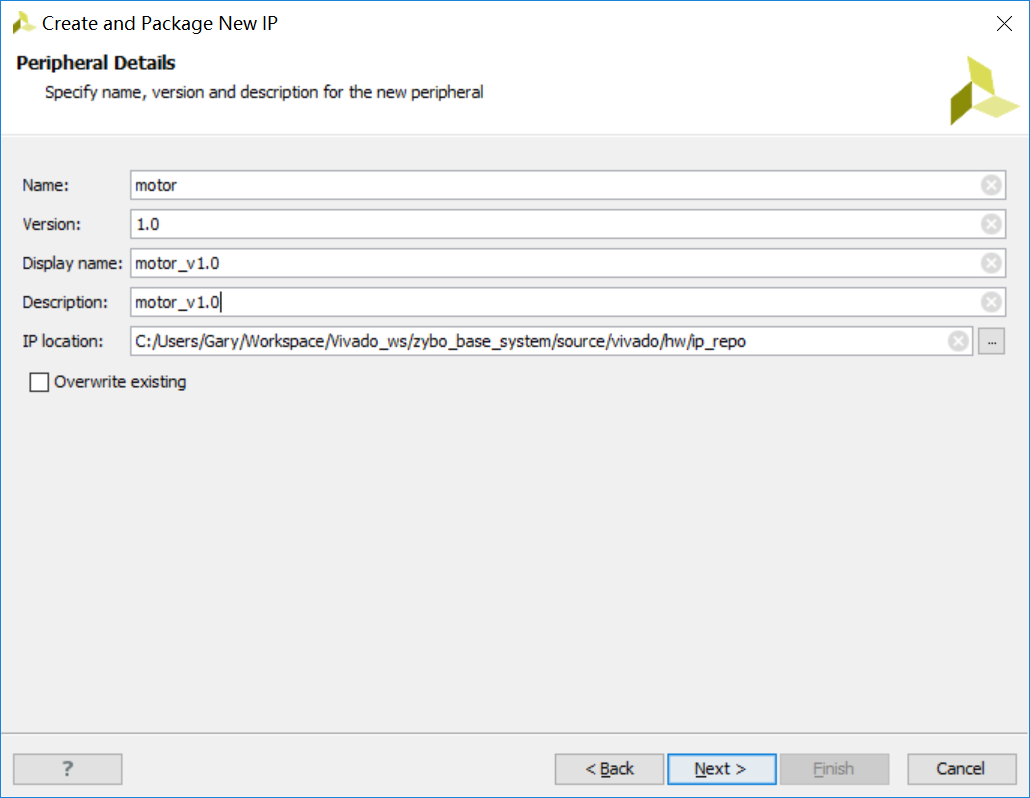 Create and Package New IP
Peripheral Details
Specify name, version and description for the new peripheral
Name: motor
Version: 1.0
Display name: motor_v1.0
Description: motor_v1.0
IP location: C:/Users/Gary/Workspace/Vivado_ws/zybo_base_system/source/vivado/hw/ip_repo ...
Overwrite existing
? < Back Next > Finish Cancel